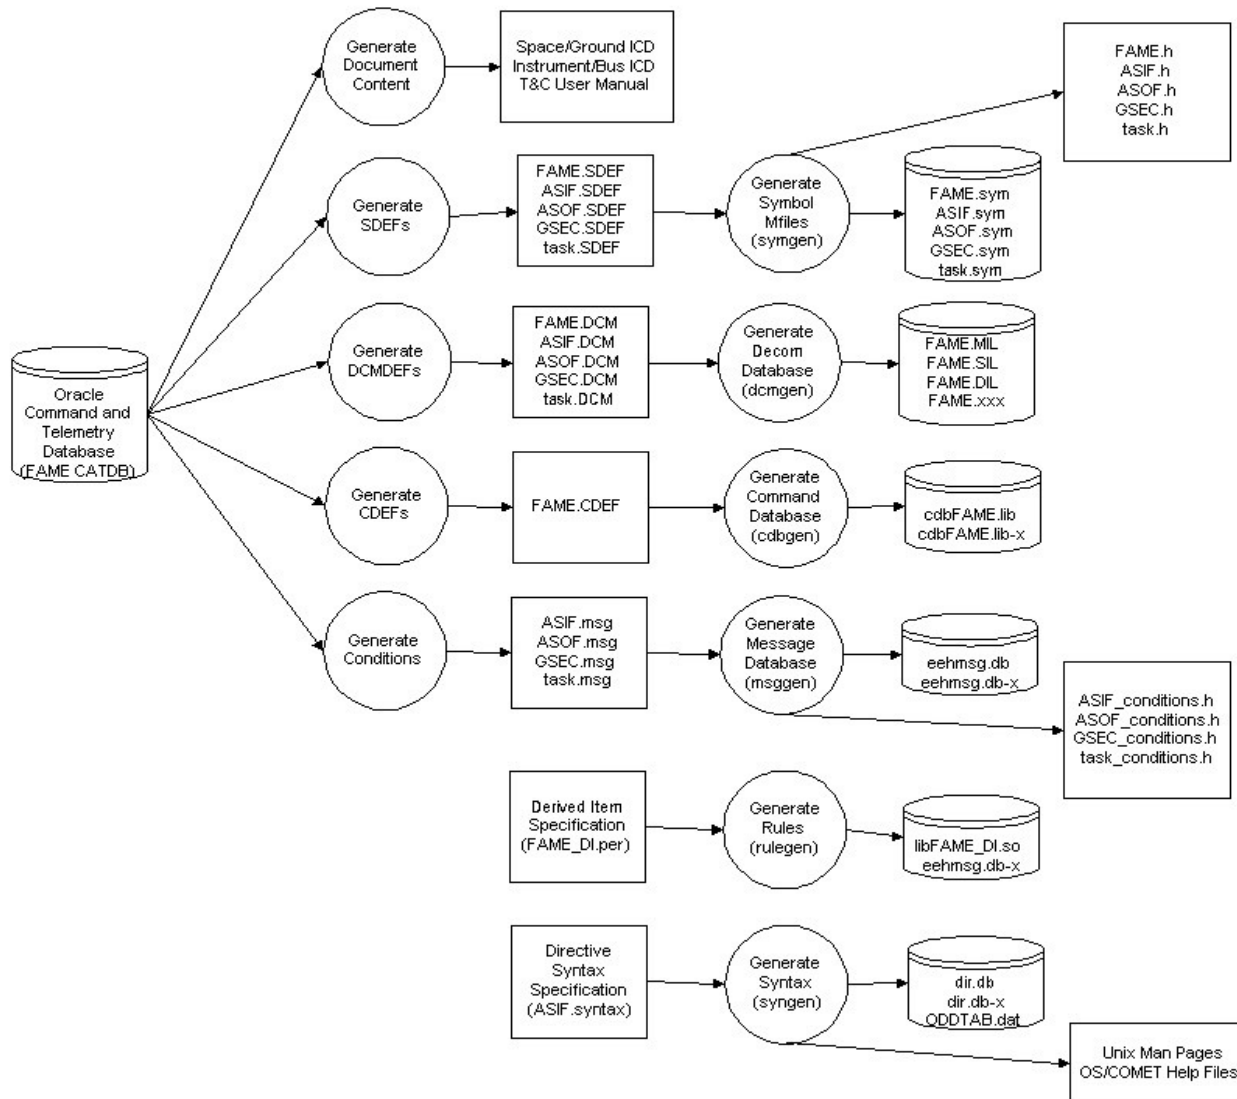 Generate
Document
Content
Space/Ground ICD
Instrument/Bus ICD
T&C User Manual
FAME.h
ASIF.h
ASOF.h
GSEC.h
task.h
Generate
SDEFs
FAME.SDEF
ASIF.SDEF
ASOF.SDEF
GSEC.SDEF
task.SDEF
Generate
Symbol
Mfiles
(symgen)
FAME.sym
ASIF.sym
ASOF.sym
GSEC.sym
task.sym
Oracle
Command and
Telemetry
Database
(FAME CATDB)
Generate
DCMDEFs
FAME.DCM
ASIF.DCM
ASOF.DCM
GSEC.DCM
task.DCM
Generate
Decom
Database
(dcmgen)
FAME.MIL
FAME.SIL
FAME.DIL
FAME.xxx
Generate
CDEFs
FAME.CDEF
Generate
Command
Database
(cdbgen)
cdbFAME.lib
cdbFAME.lib-x
Generate
Conditions
ASIF.msg
ASOF.msg
GSEC.msg
task.msg
Generate
Message
Database
(msggen)
eehmsg.db
eehmsg.db-x
ASIF_conditions.h
ASOF_conditions.h
GSEC_conditions.h
task_conditions.h
Derived Item
Specification
(FAME_DI.per)
Generate
Rules
(rulegen)
libFAME_DI.so
eehmsg.db-x
Directive
Syntax
Specification
(ASIF.syntax)
Generate
Syntax
(syngen)
dir.db
dir.db-x
ODDTAB.dat
Unix Man Pages
OS/COMET Help Files